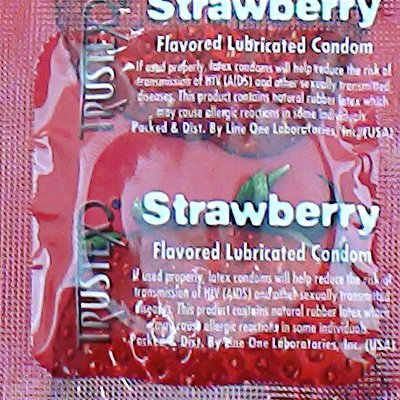 Strawberry
Flavored Lubricated Condom
If used properly, latex condoms will help reduce the risk of
transmission of HIV (AIDS) and other sexually transmitted
diseases. This product contains natural rubber latex which
may cause allergic reactions in some individuals.
Packed & Dist. By Line One Laboratories, Inc. (USA)
Strawberry
Flavored Lubricated Condom
If used properly, latex condoms will help reduce the risk of
transmission of HIV (AIDS) and other sexually transmitted
diseases. This product contains natural rubber latex which
may cause allergic reactions in some individuals.
Packed & Dist. By Line One Laboratories, Inc. (USA)